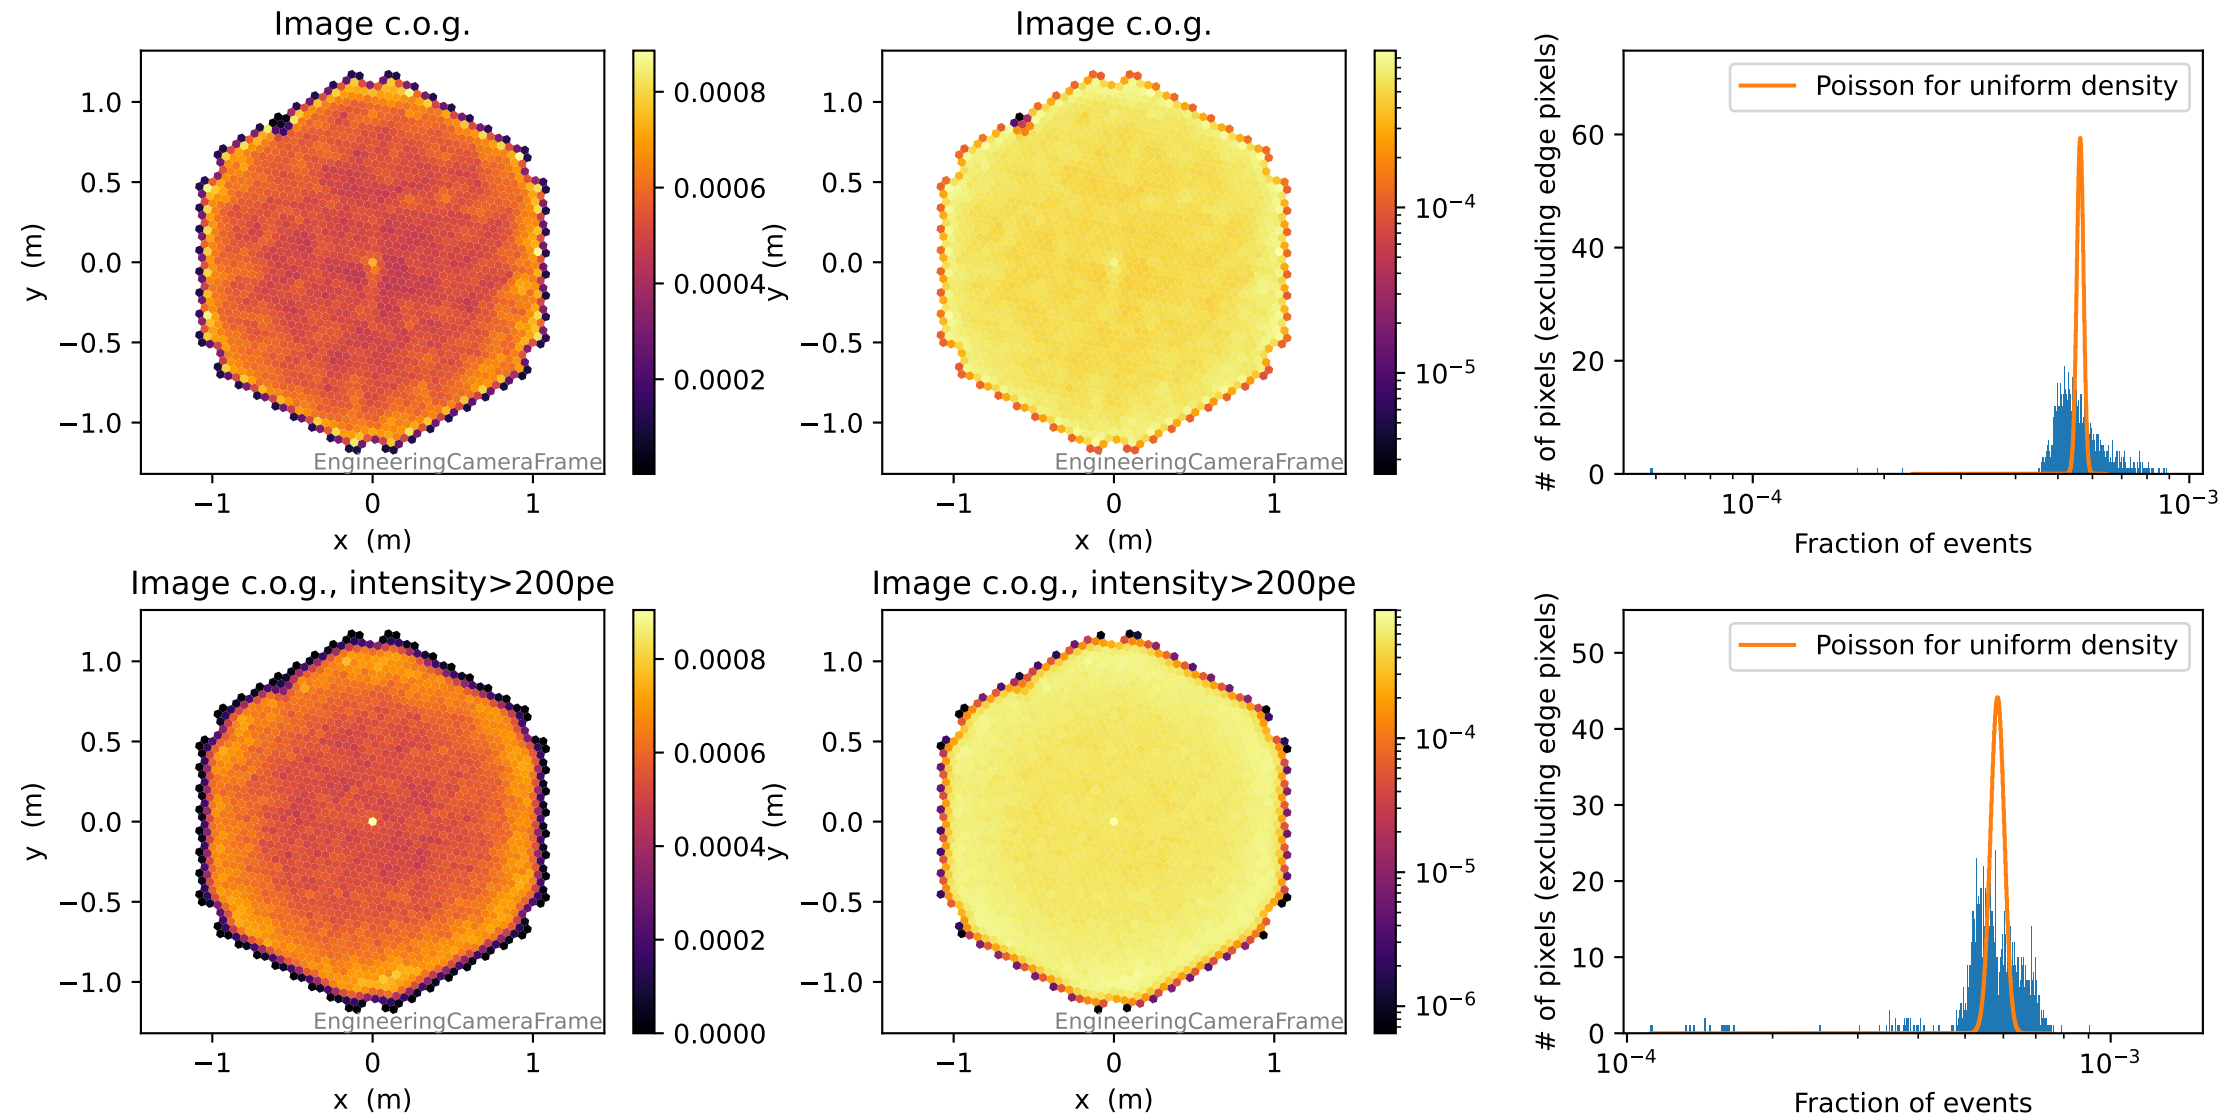 Image c.o.g.
1.0
0.5
0.0
−0.5
−1.0
y (m)
−1
0
1
x (m)
EngineeringCameraFrame
0.0008
0.0006
0.0004
0.0002
Image c.o.g.
1.0
0.5
0.0
−0.5
−1.0
y (m)
−1
0
1
x (m)
EngineeringCameraFrame
10⁻⁴
10⁻⁵
# of pixels (excluding edge pixels)
60
40
20
0
Poisson for uniform density
10⁻⁴
10⁻³
Fraction of events
Image c.o.g., intensity>200pe
1.0
0.5
0.0
−0.5
−1.0
y (m)
−1
0
1
x (m)
EngineeringCameraFrame
0.0008
0.0006
0.0004
0.0002
0.0000
Image c.o.g., intensity>200pe
1.0
0.5
0.0
−0.5
−1.0
y (m)
−1
0
1
x (m)
EngineeringCameraFrame
10⁻⁴
10⁻⁵
10⁻⁶
# of pixels (excluding edge pixels)
50
40
30
20
10
0
Poisson for uniform density
10⁻⁴
10⁻³
Fraction of events